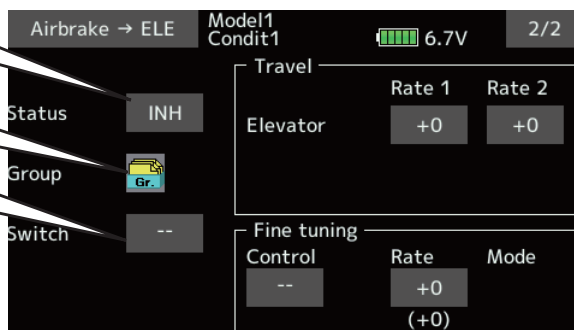 Airbrake → ELE
Model1
Condit1
6.7V
2/2
Status
INH
Group
Gr.
Switch
--
Travel
Rate 1 Rate 2
Elevator +0 +0
Fine tuning
Control Rate Mode
-- +0
(+0)